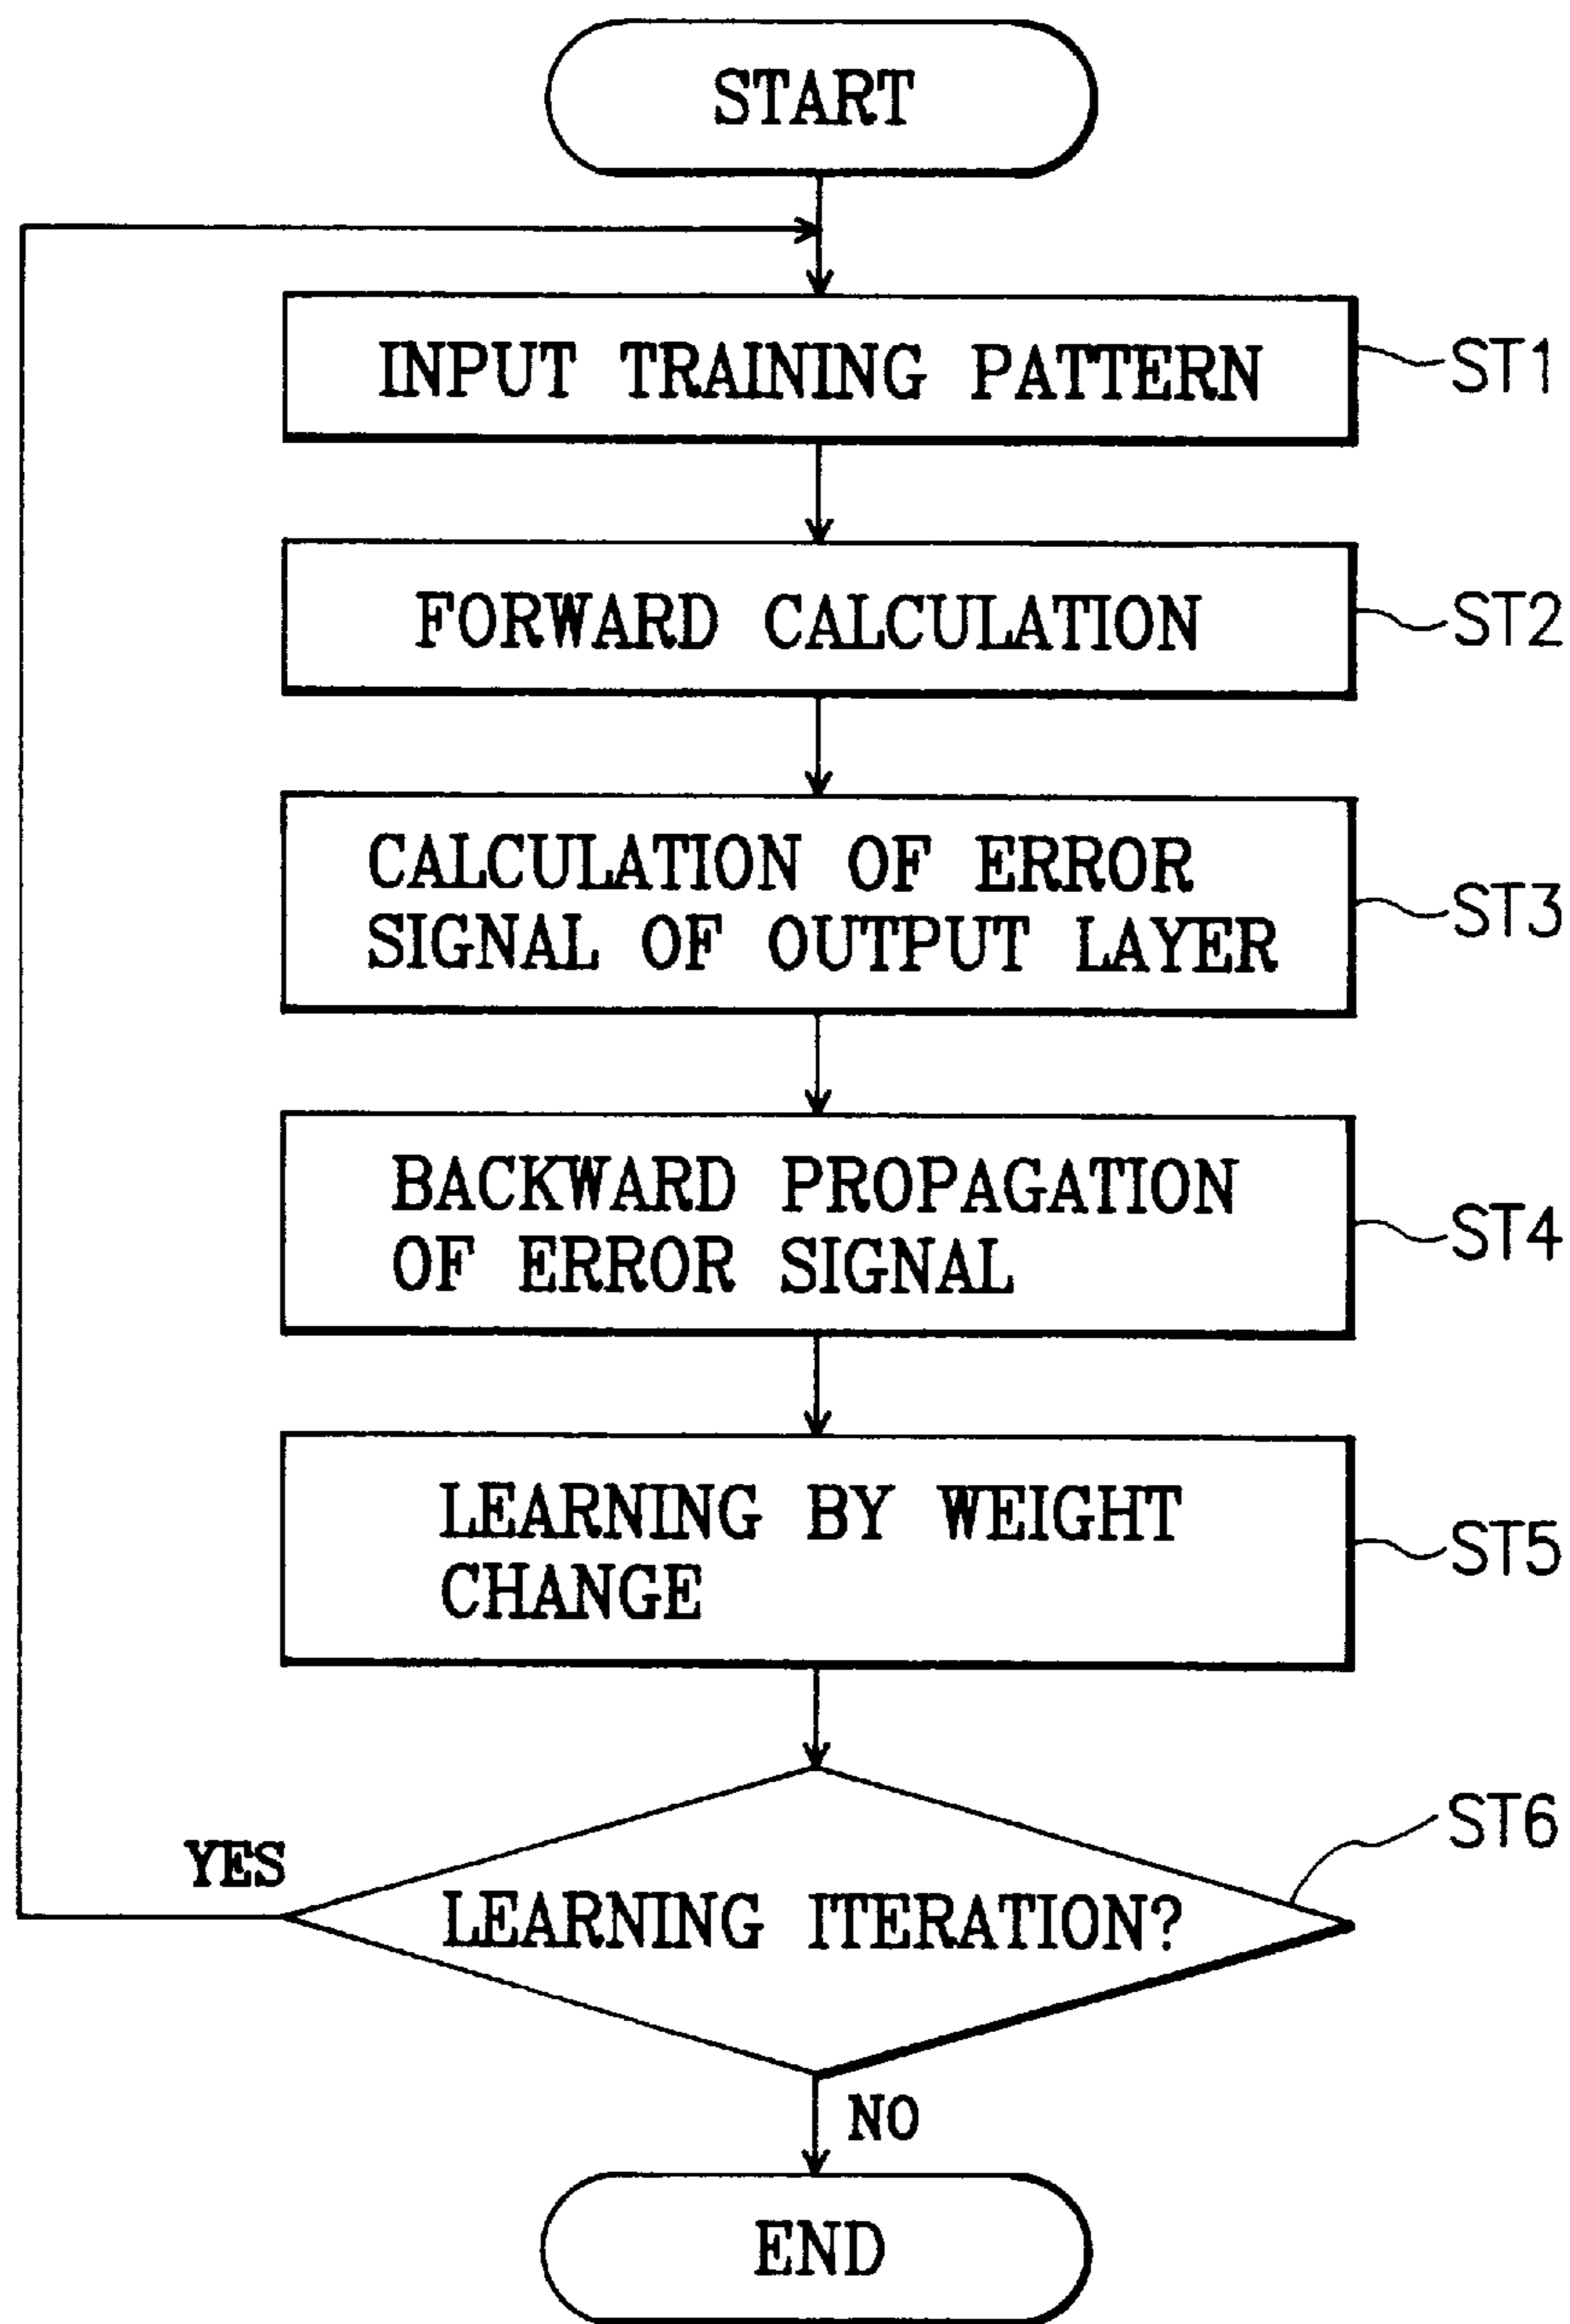 START
INPUT TRAINING PATTERN
ST1
FORWARD CALCULATION
ST2
CALCULATION OF ERROR
SIGNAL OF OUTPUT LAYER
ST3
BACKWARD PROPAGATION
OF ERROR SIGNAL
ST4
LEARNING BY WEIGHT
CHANGE
ST5
ST6
YES
LEARNING ITERATION?
NO
END